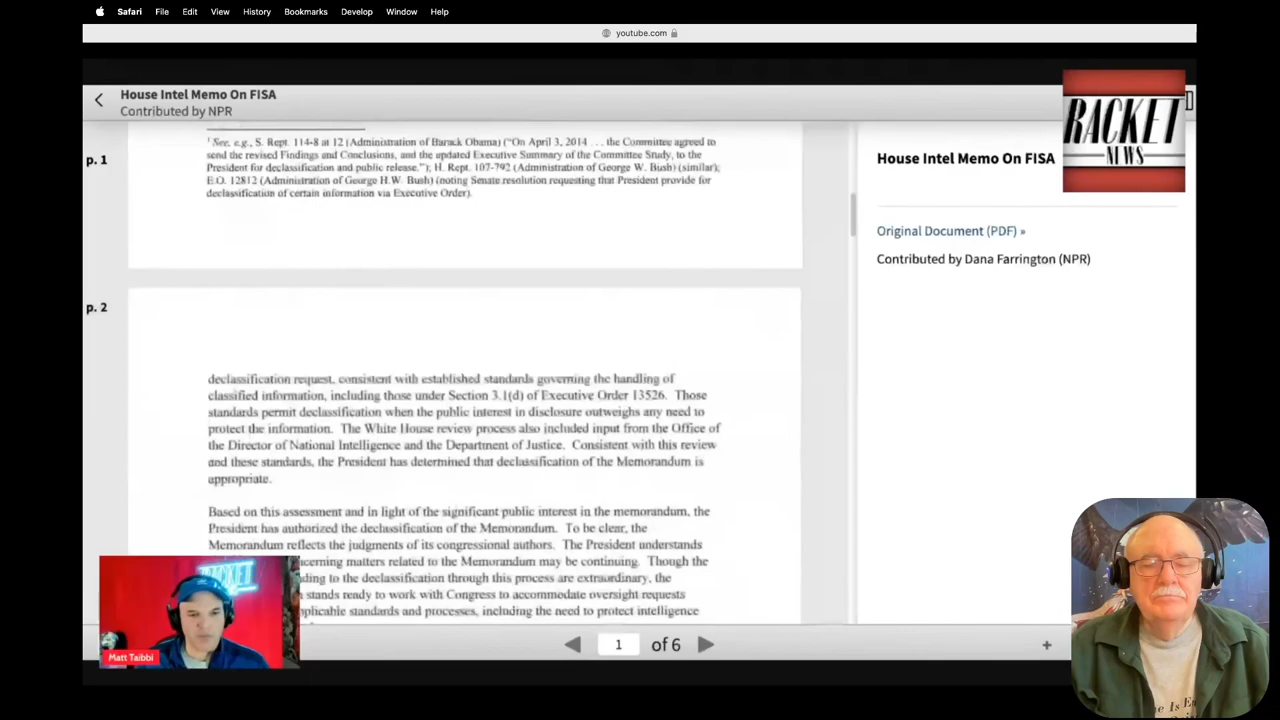 Safari File Edit View History Bookmarks Develop Window Help
youtube.com
House Intel Memo On FISA
Contributed by NPR
RACKET
NEWS
p. 1
1 See, e.g., S. Rept. 114-8 at 12 (Administration of Barack Obama) ("On April 3, 2014 . . . the Committee agreed to
send the revised Findings and Conclusions, and the updated Executive Summary of the Committee Study, to the
President for declassification and public release."); H. Rept. 107-792 (Administration of George W. Bush) (similar);
E.O. 12812 (Administration of George H.W. Bush) (noting Senate resolution requesting that President provide for
declassification of certain information via Executive Order).
House Intel Memo On FISA
Original Document (PDF) »
Contributed by Dana Farrington (NPR)
p. 2
declassification request, consistent with established standards governing the handling of
classified information, including those under Section 3.1(d) of Executive Order 13526. Those
standards permit declassification when the public interest in disclosure outweighs any need to
protect the information. The White House review process also included input from the Office of
the Director of National Intelligence and the Department of Justice. Consistent with this review
and these standards, the President has determined that declassification of the Memorandum is
appropriate.
Based on this assessment and in light of the significant public interest in the memorandum, the
President has authorized the declassification of the Memorandum. To be clear, the
Memorandum reflects the judgments of its congressional authors. The President understands
cerning matters related to the Memorandum may be continuing. Though the
ding to the declassification through this process are extraordinary, the
stands ready to work with Congress to accommodate oversight requests
plicable standards and processes, including the need to protect intelligence
RACKET
Matt Taibbi
1 of 6
+